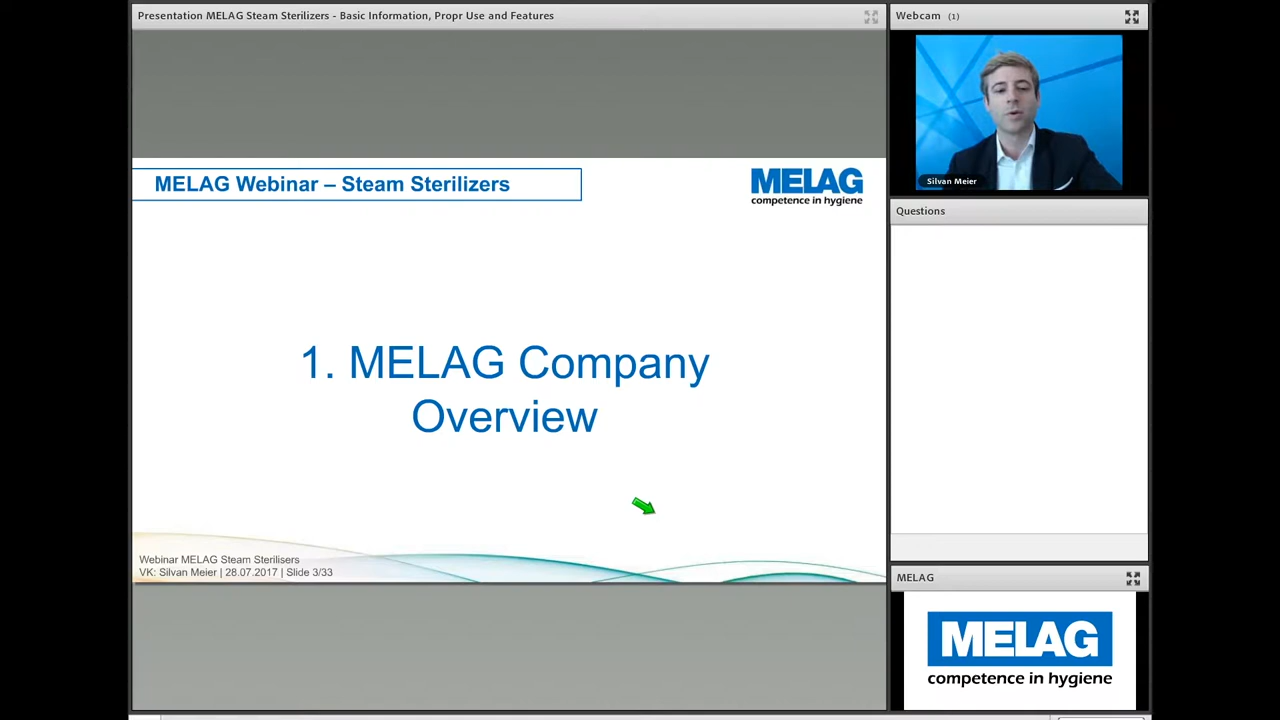 Presentation MELAG Steam Sterilizers - Basic Information, Propr Use and Features
Webcam (1)
MELAG Webinar – Steam Sterilizers
MELAG
competence in hygiene
Silvan Meier
Questions
1. MELAG Company
Overview
Webinar MELAG Steam Sterilisers
VK: Silvan Meier | 28.07.2017 | Slide 3/33
MELAG
MELAG
competence in hygiene